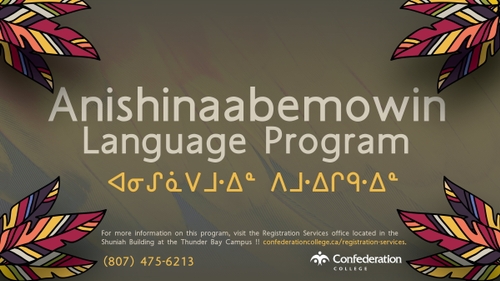 Anishinaabemowin
Language Program
ᐊᓂᔑᓈᐯᒧᐎᓐ ᐱᒧᐎᒋᑫᐎᓐ
For more information on this program, visit the Registration Services office located in the
Shuniah Building at the Thunder Bay Campus !! confederationcollege.ca/registration-services.
(807) 475-6213
Confederation
COLLEGE